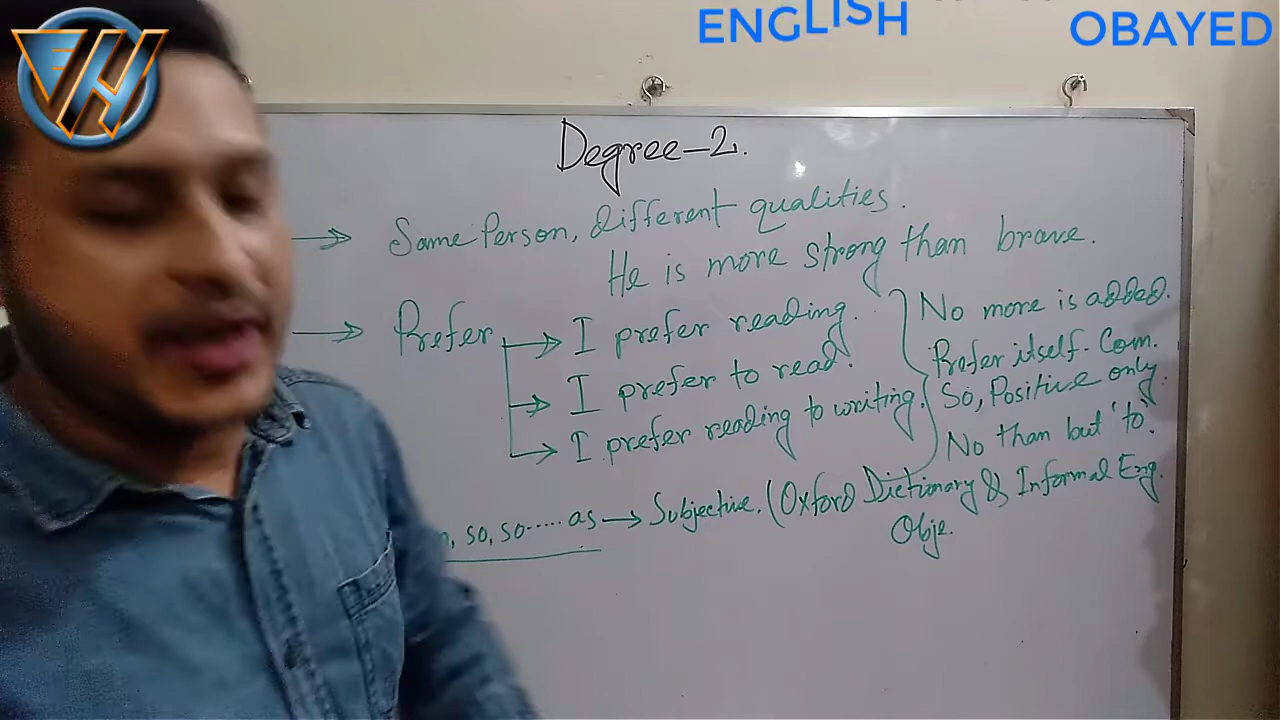 ENGLISH
OBAYED
EH
Degree-2.
Same Person, different qualities.
He is more strong than brave.
Prefer
I prefer reading.
I prefer to read.
I prefer reading to writing.
No more is added.
Prefer itself. Com.
So, Positive only.
No than but 'to'.
so, so..... as → Subjective. (Oxford Dictionary & Informal Eng.
Obje.